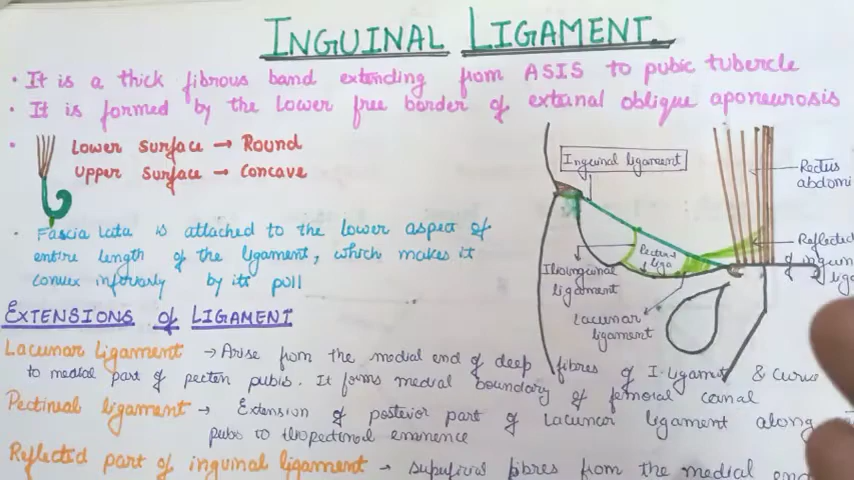 INGUINAL LIGAMENT
• It is a thick fibrous band extending from ASIS to pubic tubercle
• It is formed by the lower free border of extunal oblique aponeurosis
• Lower surface → Round
Upper surface → Concave
• Fascia lata is attached to the lower aspect of
entire length of the ligament, which makes it
convex inferiorly by its pull
Inguinal ligament
Rectus
abdomi
Reflected
of inguin
liga
Ilioinguinal
ligament
Lacunar
ligament
EXTENSIONS of LIGAMENT
Lacunar ligament → Arise from the medial end of deep fibres of I-ligament & curve
to medial part of pecten pubis. It forms medial boundary of femoral canal
Pectineal ligament → Extension of posterior part of lacunar ligament along
pubis to iliopectineal eminence
Reflected part of inguinal ligament → superficial fibres from the medial end